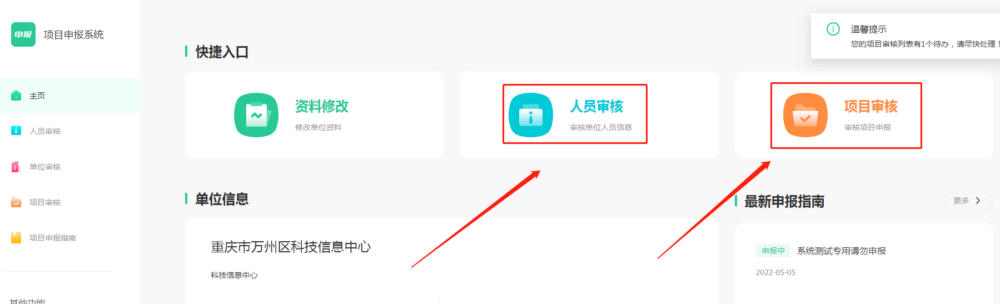 申报 项目申报系统
主页
人员审核
单位审核
项目审核
项目申报指南
其他功能
快捷入口
资料修改
修改单位资料
人员审核
审核单位人员信息
项目审核
审核项目申报
温馨提示
您的项目审核列表有1个待办，请尽快处理！
单位信息
重庆市万州区科技信息中心
科技信息中心
最新申报指南
更多
申报中 系统测试专用请勿申报
2022-05-05